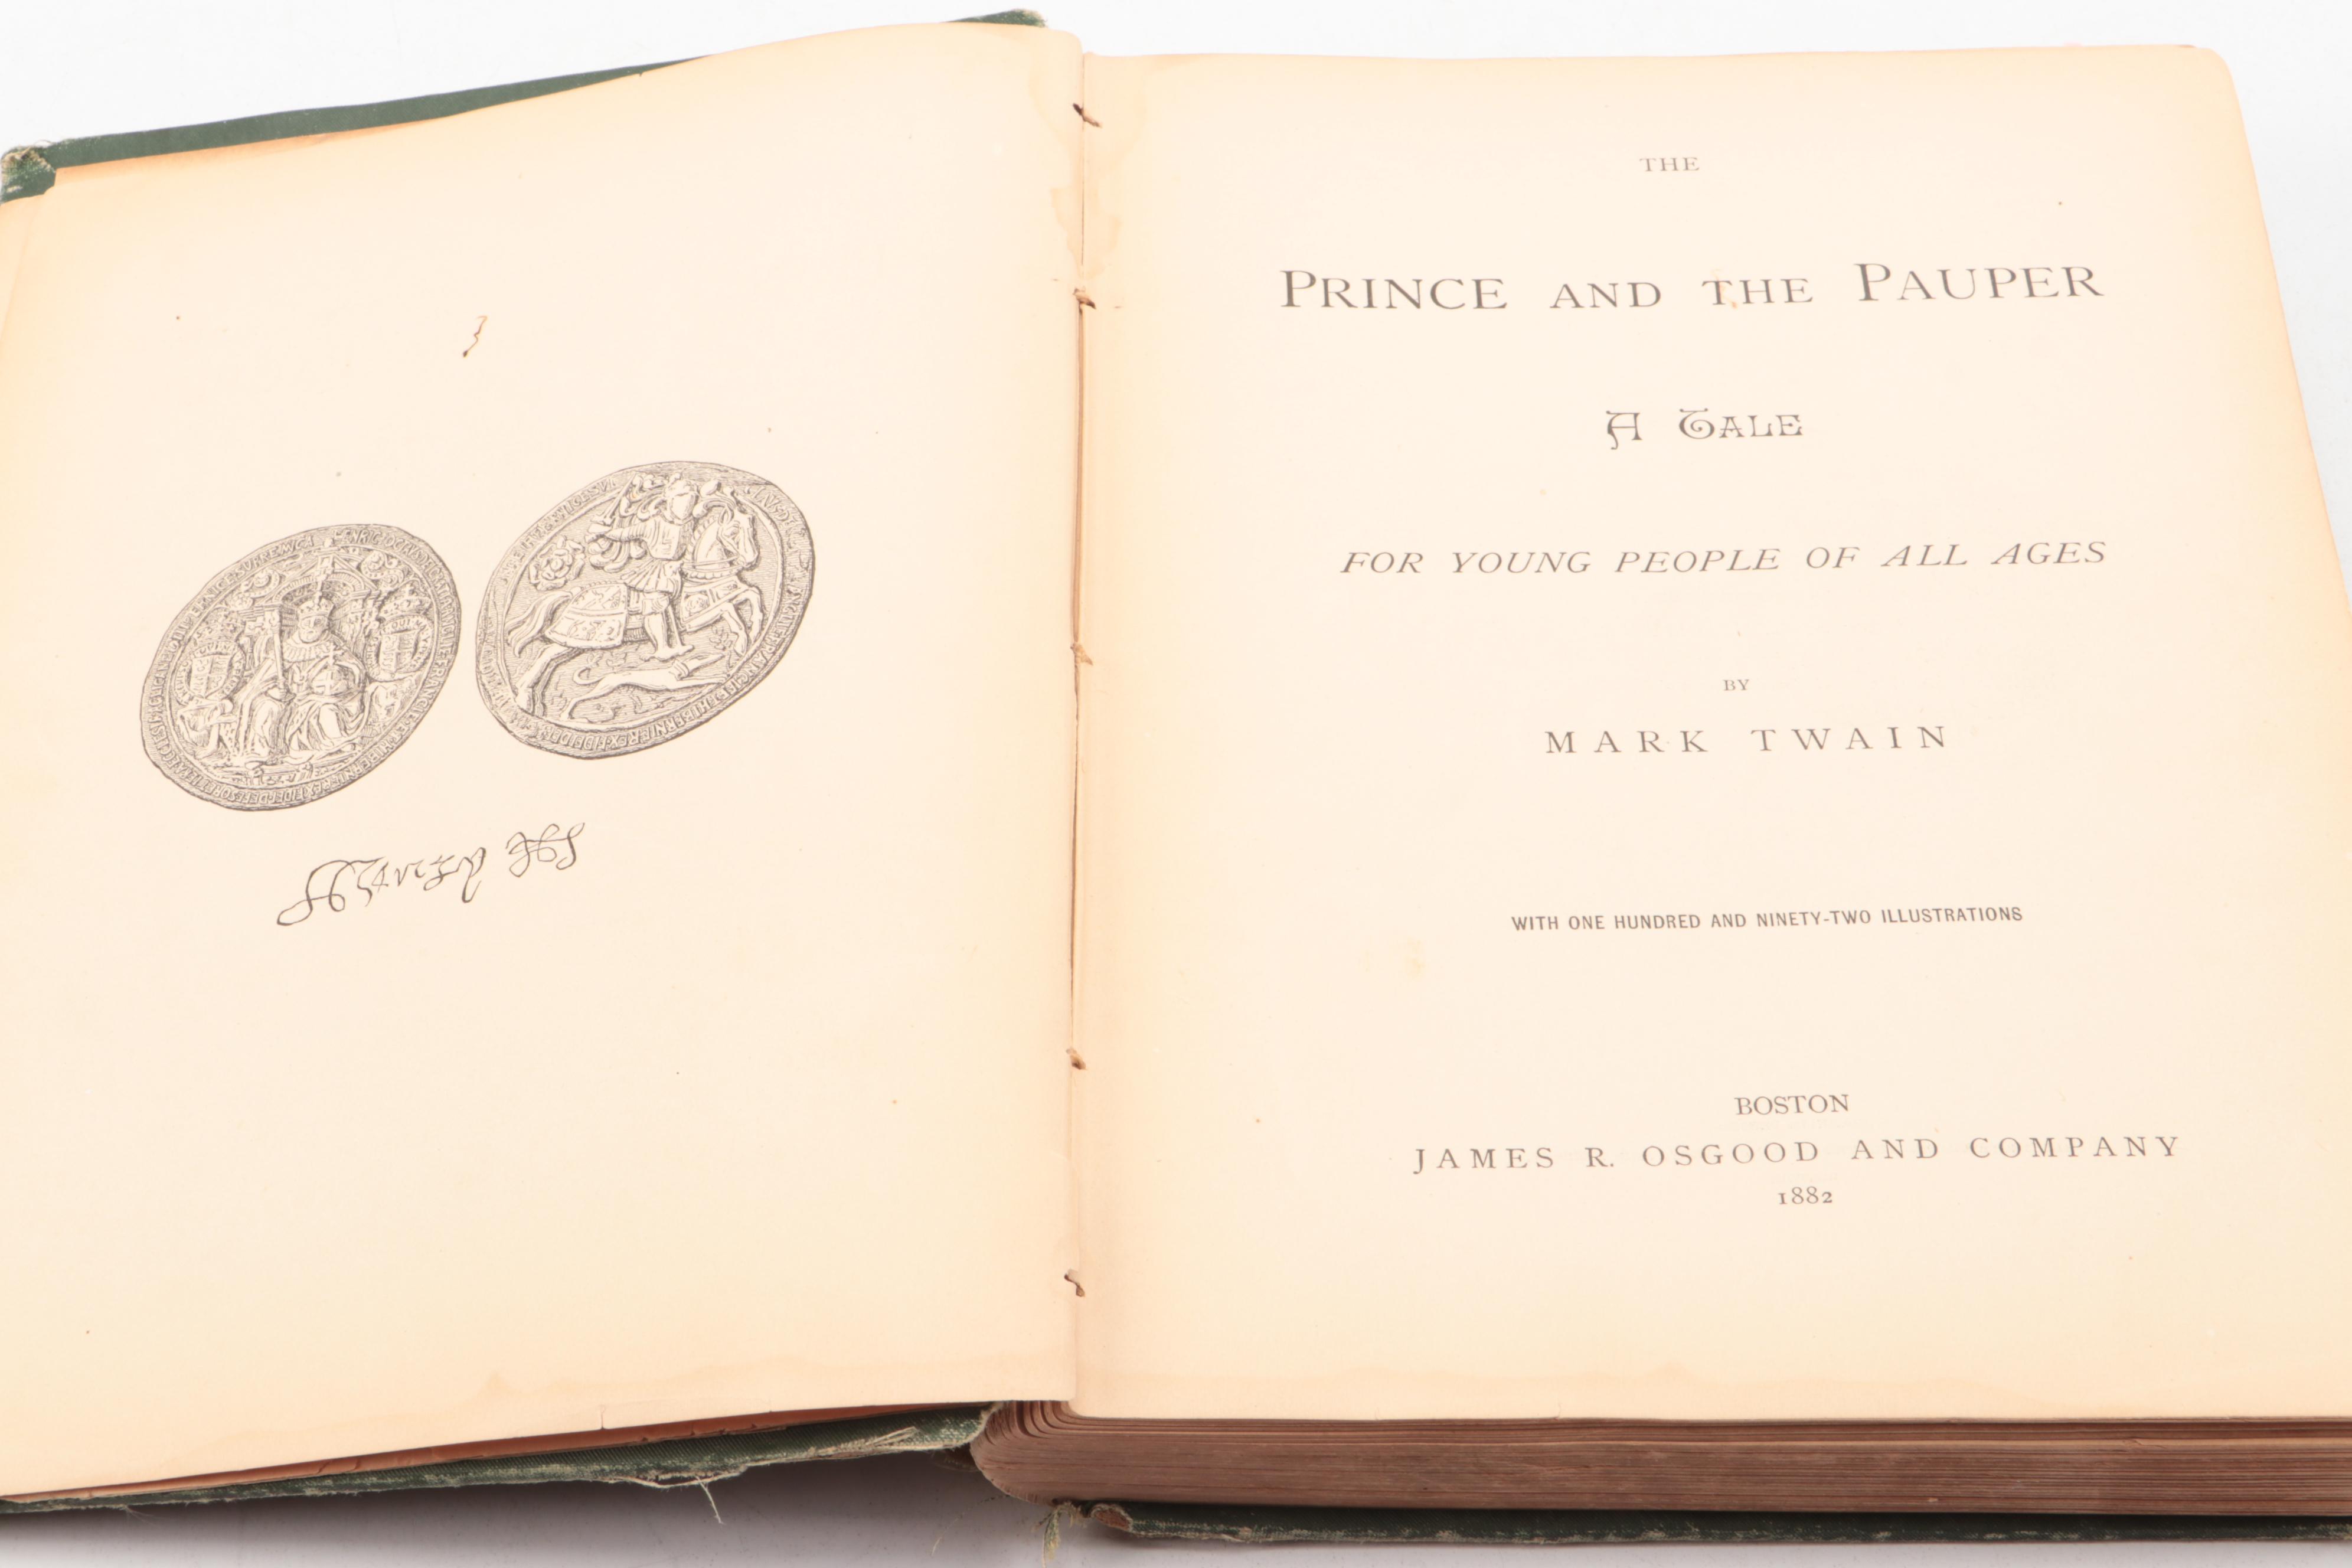 THE
PRINCE AND THE PAUPER
A TALE
FOR YOUNG PEOPLE OF ALL AGES
BY
MARK TWAIN
WITH ONE HUNDRED AND NINETY-TWO ILLUSTRATIONS
BOSTON
JAMES R. OSGOOD AND COMPANY
1882